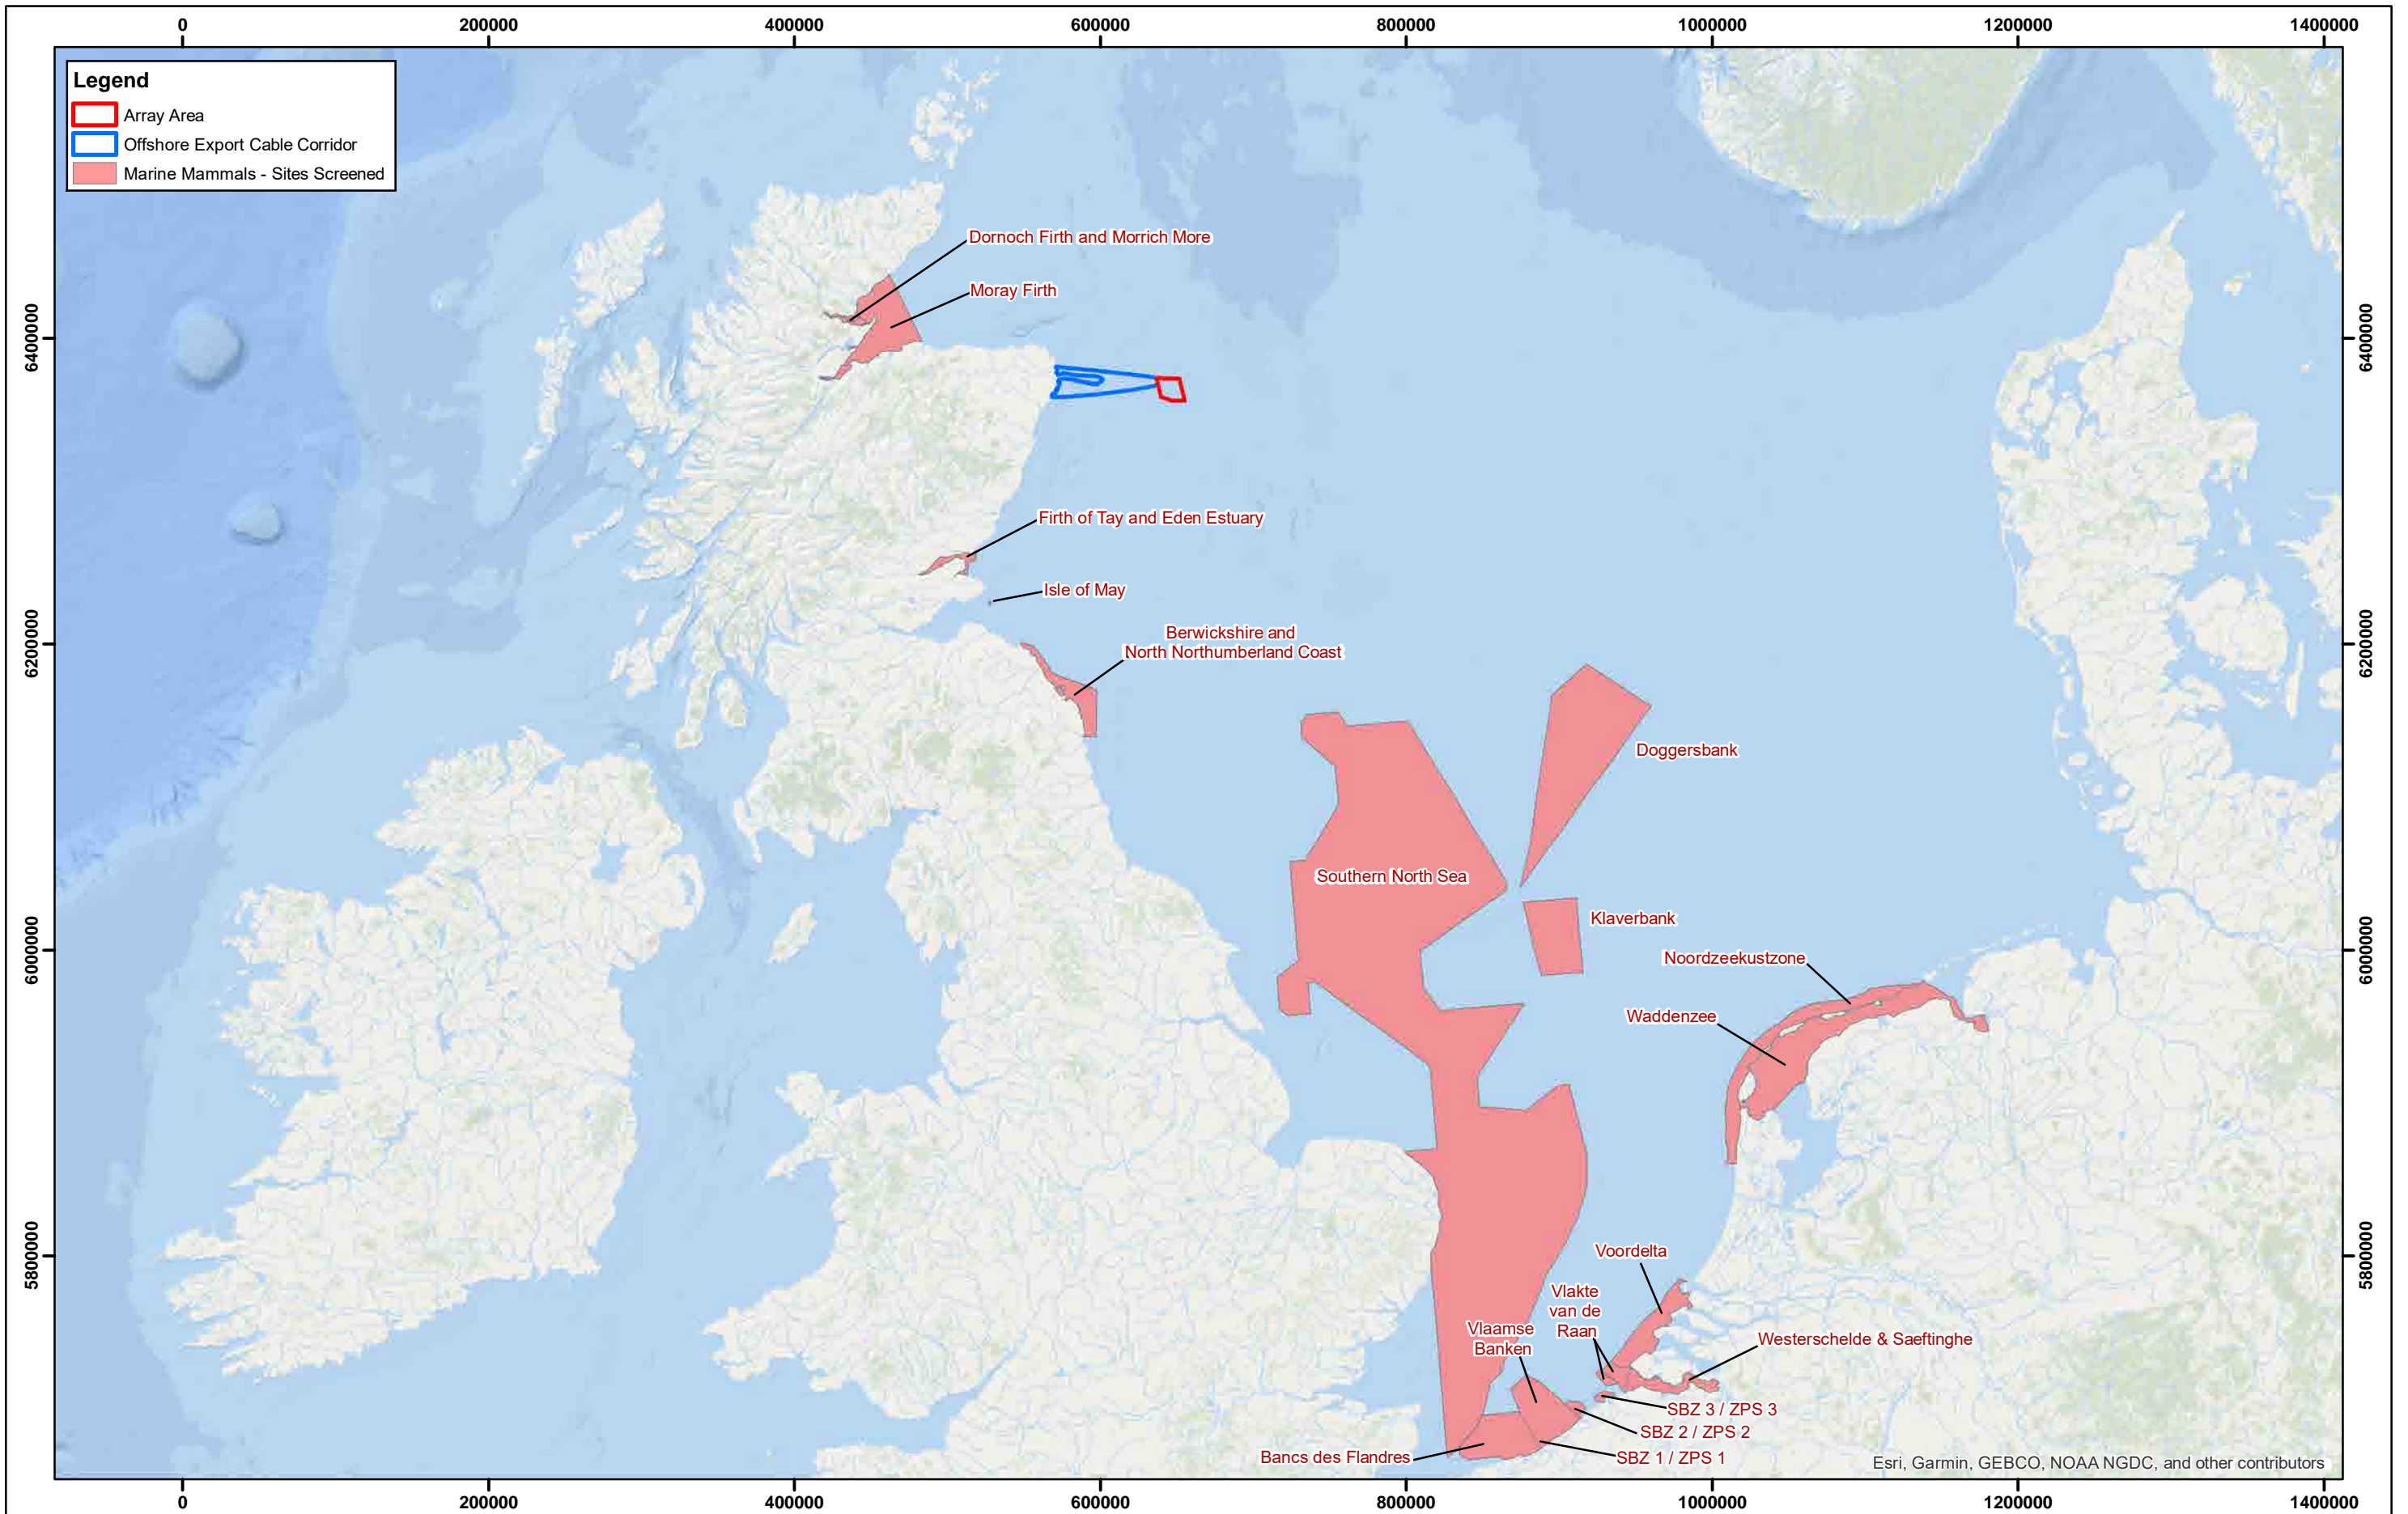 0 200000 400000 600000 800000 1000000 1200000 1400000
Legend
Array Area
Offshore Export Cable Corridor
Marine Mammals - Sites Screened
Dornoch Firth and Morrich More
Moray Firth
6400000 6400000
Firth of Tay and Eden Estuary
Isle of May
Berwickshire and
North Northumberland Coast
6200000 6200000
Doggersbank
Southern North Sea
Klaverbank
6000000 6000000
Noordzeekustzone
Waddenzee
5800000 5800000
Voordelta
Vlakte
van de
Raan
Vlaamse
Banken
Westerschelde & Saeftinghe
SBZ 3 / ZPS 3
SBZ 2 / ZPS 2
SBZ 1 / ZPS 1
Bancs des Flandres
Esri, Garmin, GEBCO, NOAA NGDC, and other contributors
0 200000 400000 600000 800000 1000000 1200000 1400000